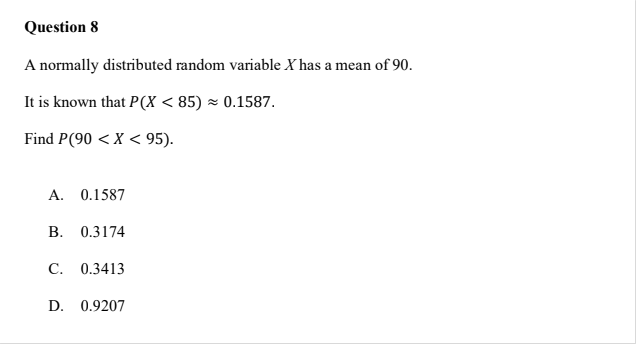 Question 8
A normally distributed random variable X has a mean of 90.
It is known that P(X < 85) ≈ 0.1587.
Find P(90 < X < 95).
A. 0.1587
B. 0.3174
C. 0.3413
D. 0.9207